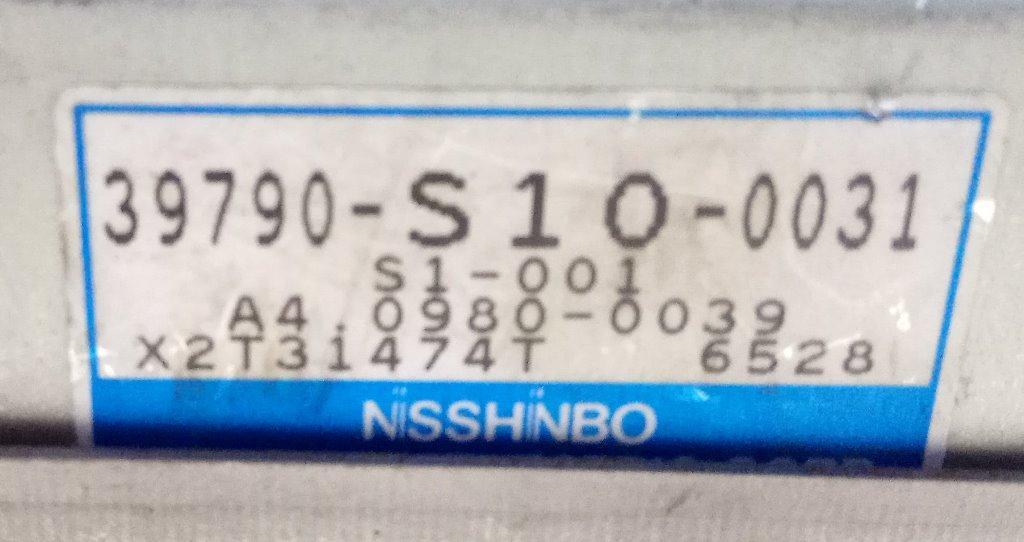 39790-S10-0031
S1-001
A4.0980-0039
X2T31474T 6528
NISSHINBO